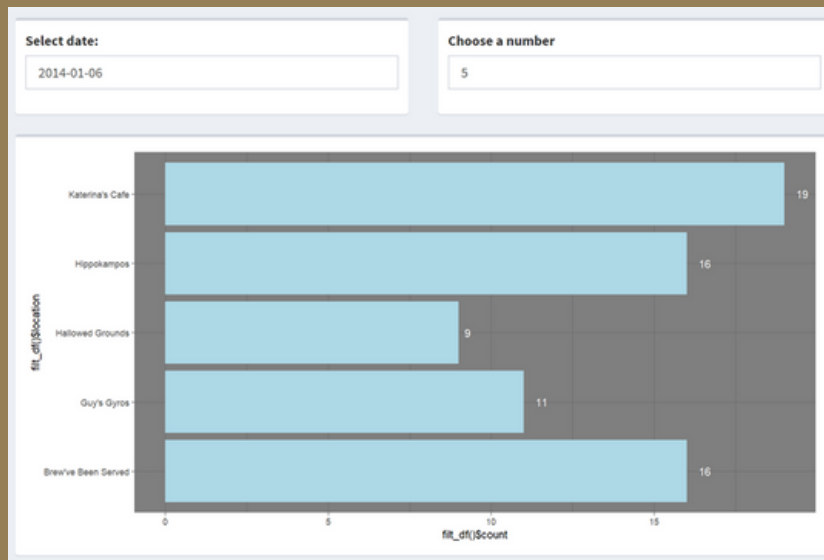 Select date:
2014-01-06
Choose a number
5
Katerina's Cafe
19
Hippokampos
16
Hallowed Grounds
9
Guy's Gyros
11
Brew've Been Served
16
filt_df()$location
0 5 10 15
filt_df()$count